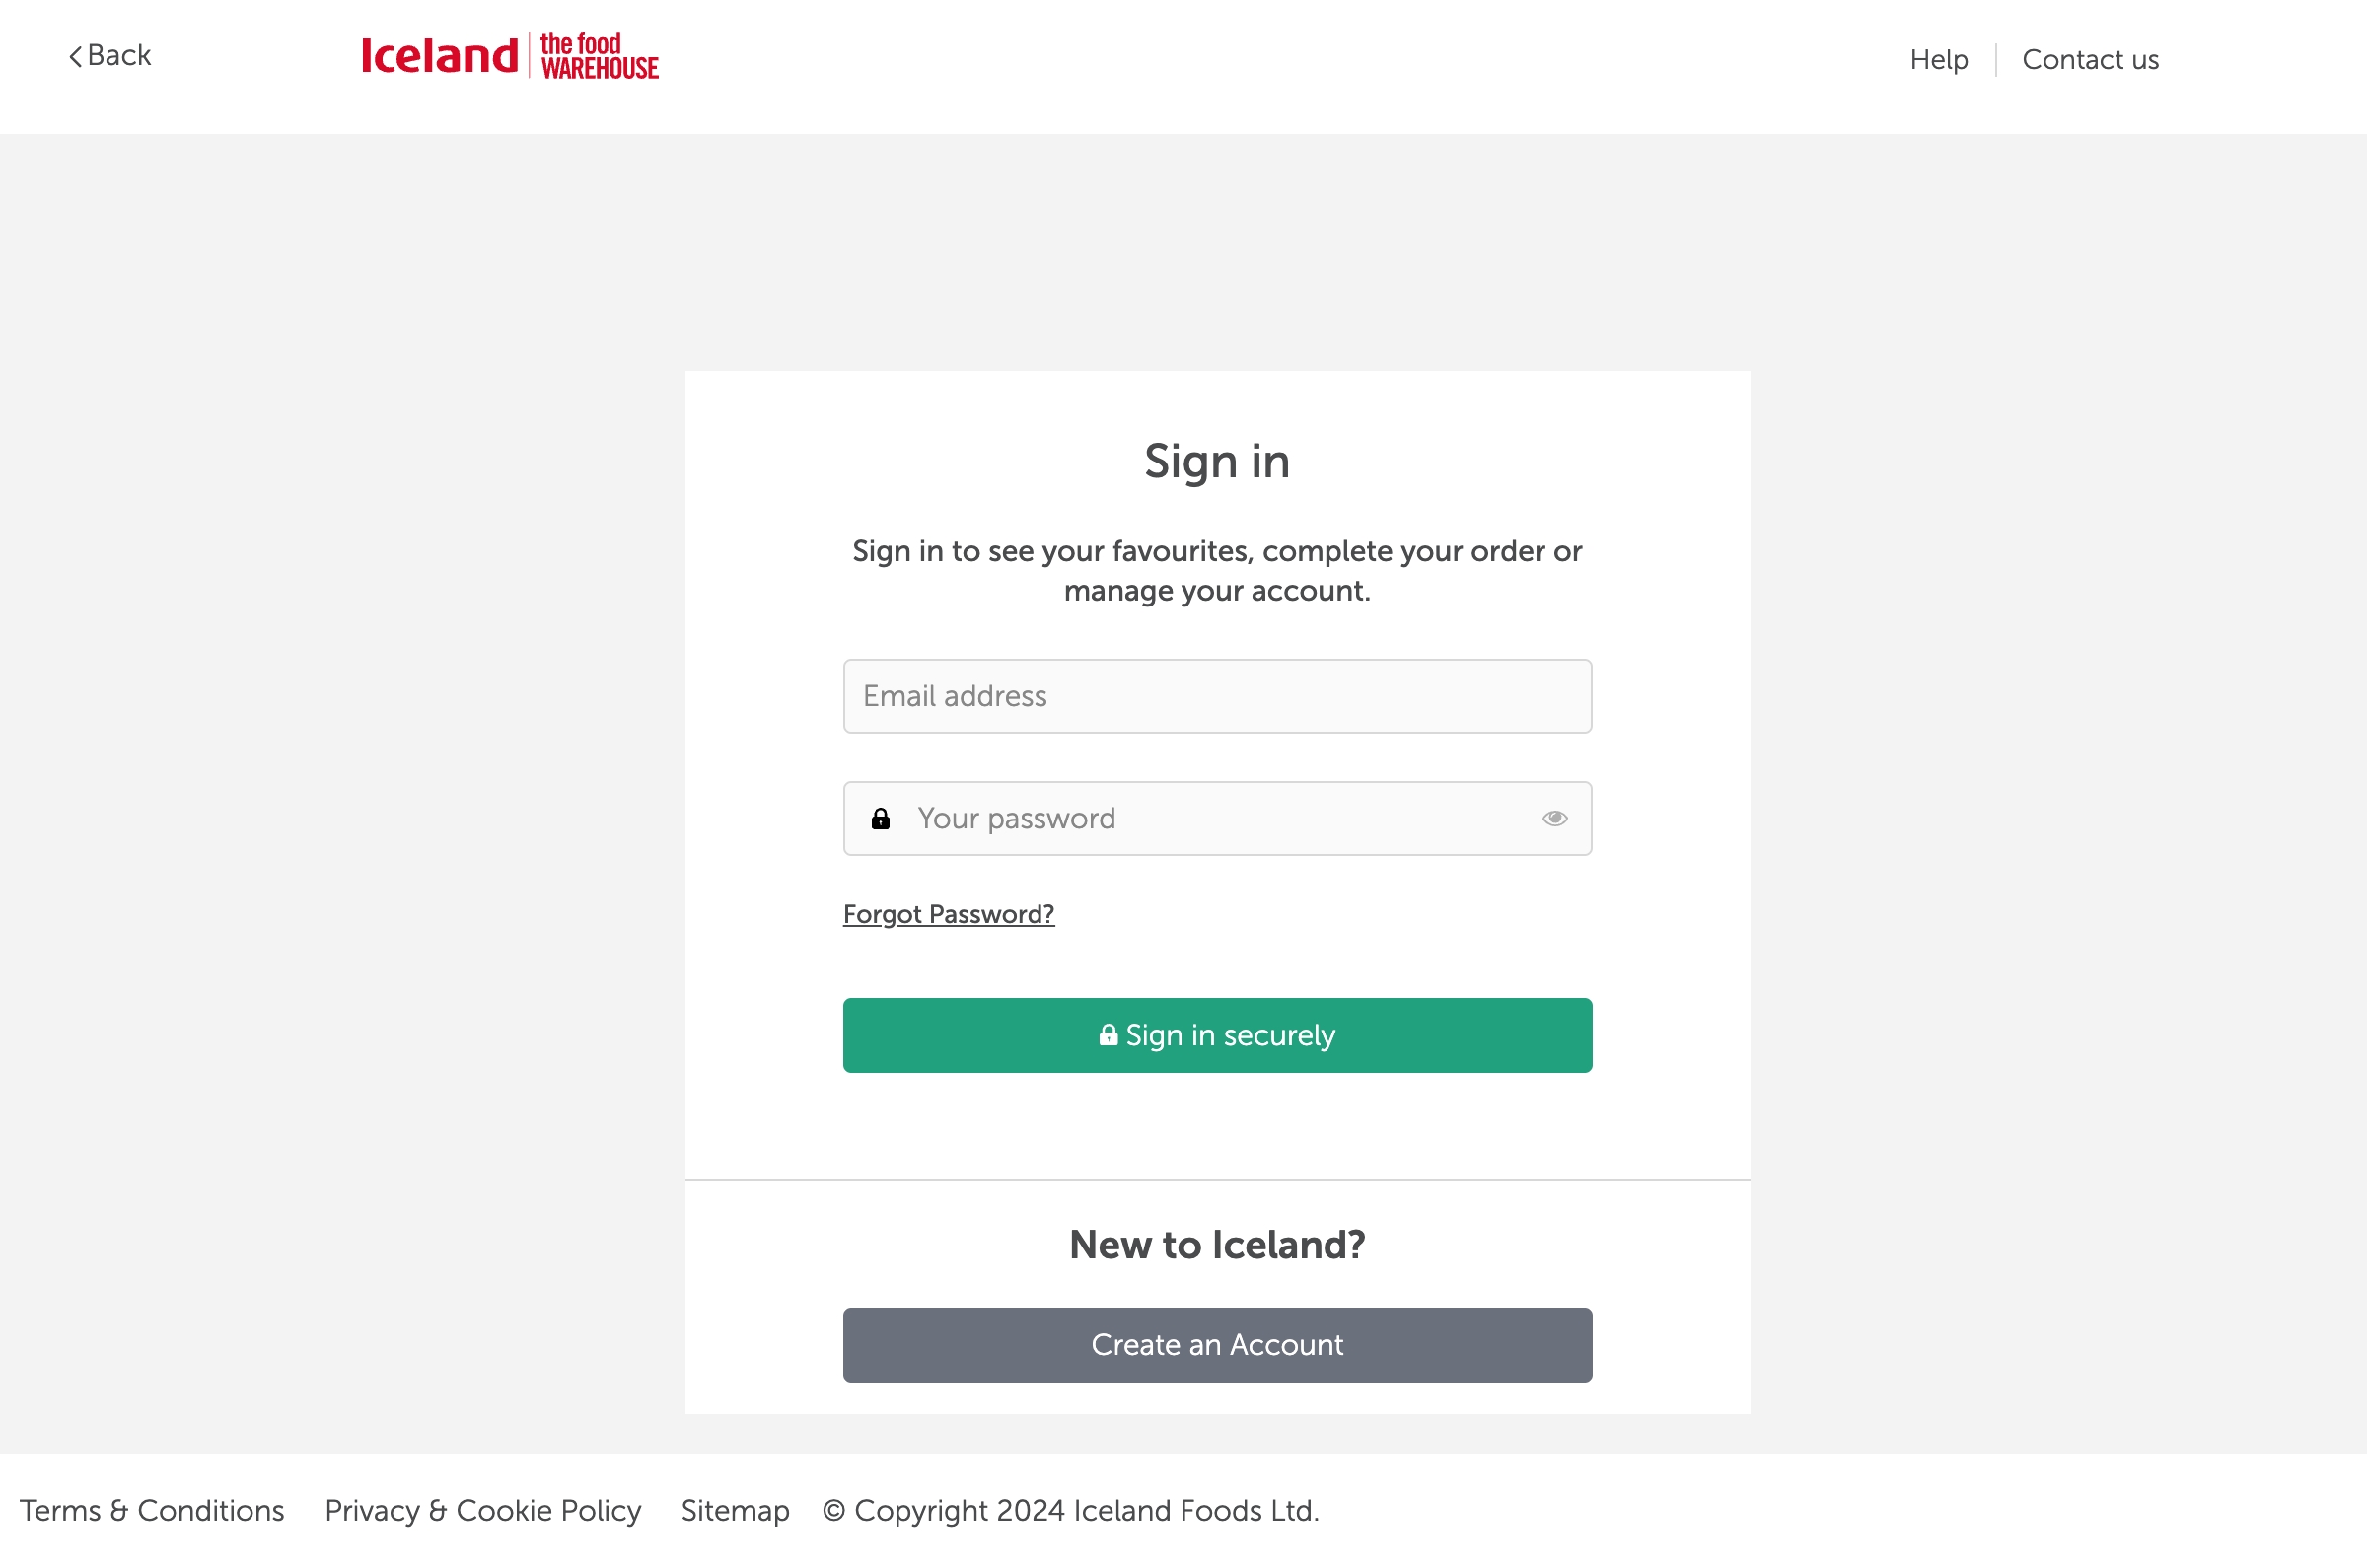 Back
Iceland
the food
WAREHOUSE
Help
Contact us
Sign in
Sign in to see your favourites, complete your order or
manage your account.
Email address
Your password
Forgot Password?
Sign in securely
New to Iceland?
Create an Account
Terms & Conditions
Privacy & Cookie Policy
Sitemap
© Copyright 2024 Iceland Foods Ltd.